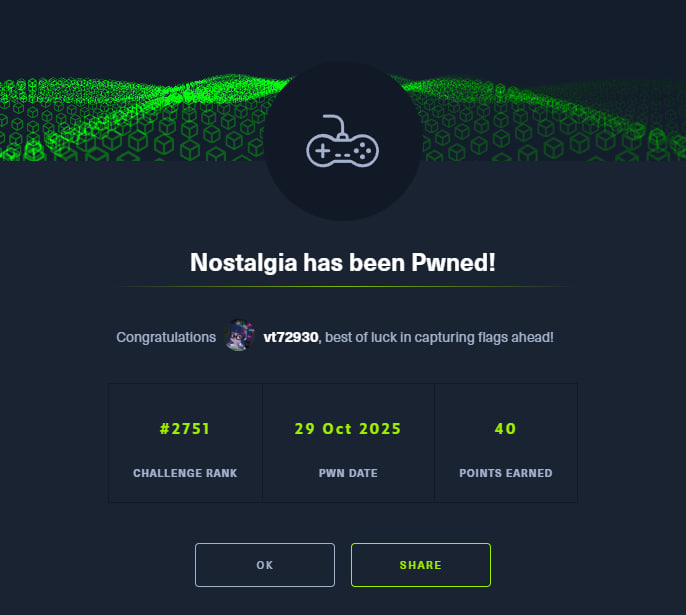 Nostalgia has been Pwned!
Congratulations vt72930, best of luck in capturing flags ahead!
#2751 29 Oct 2025 40
CHALLENGE RANK PWN DATE POINTS EARNED
OK SHARE